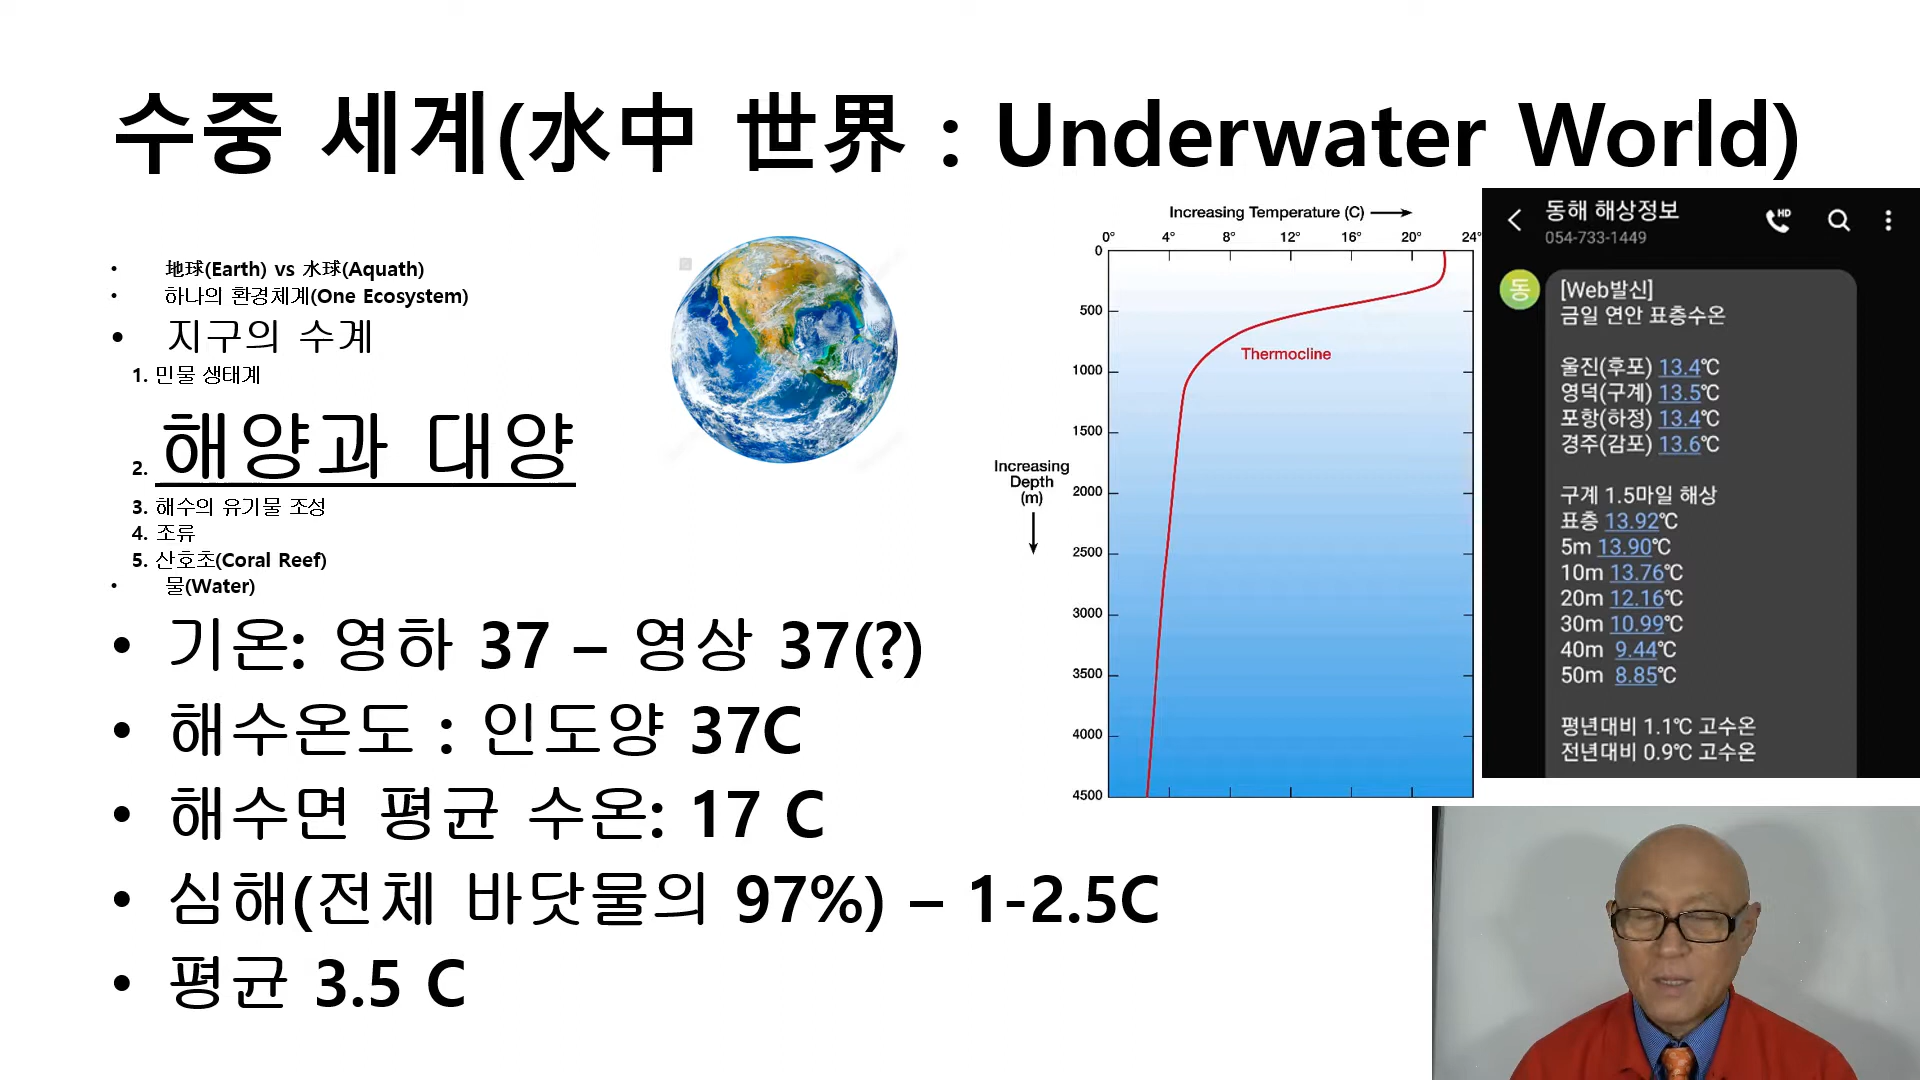 수중 세계(水中 世界 : Underwater World)
• 地球(Earth) vs 水球(Aquath)
• 하나의 환경체계(One Ecosystem)
• 지구의 수계
1. 민물 생태계
2. 해양과 대양
3. 해수의 유기물 조성
4. 조류
5. 산호초(Coral Reef)
• 물(Water)
• 기온: 영하 37 – 영상 37(?)
• 해수온도 : 인도양 37C
• 해수면 평균 수온: 17 C
• 심해(전체 바닷물의 97%) – 1-2.5C
• 평균 3.5 C
Increasing Temperature (C)
0° 4° 8° 12° 16° 20° 24°
0
500
1000
1500
2000
2500
3000
3500
4000
4500
Thermocline
Increasing
Depth
(m)
동해 해상정보
054-733-1449
HD
동
[Web발신]
금일 연안 표층수온
울진(후포) 13.4℃
영덕(구계) 13.5℃
포항(하정) 13.4℃
경주(감포) 13.6℃
구계 1.5마일 해상
표층 13.92℃
5m 13.90℃
10m 13.76℃
20m 12.16℃
30m 10.99℃
40m 9.44℃
50m 8.85℃
평년대비 1.1℃ 고수온
전년대비 0.9℃ 고수온